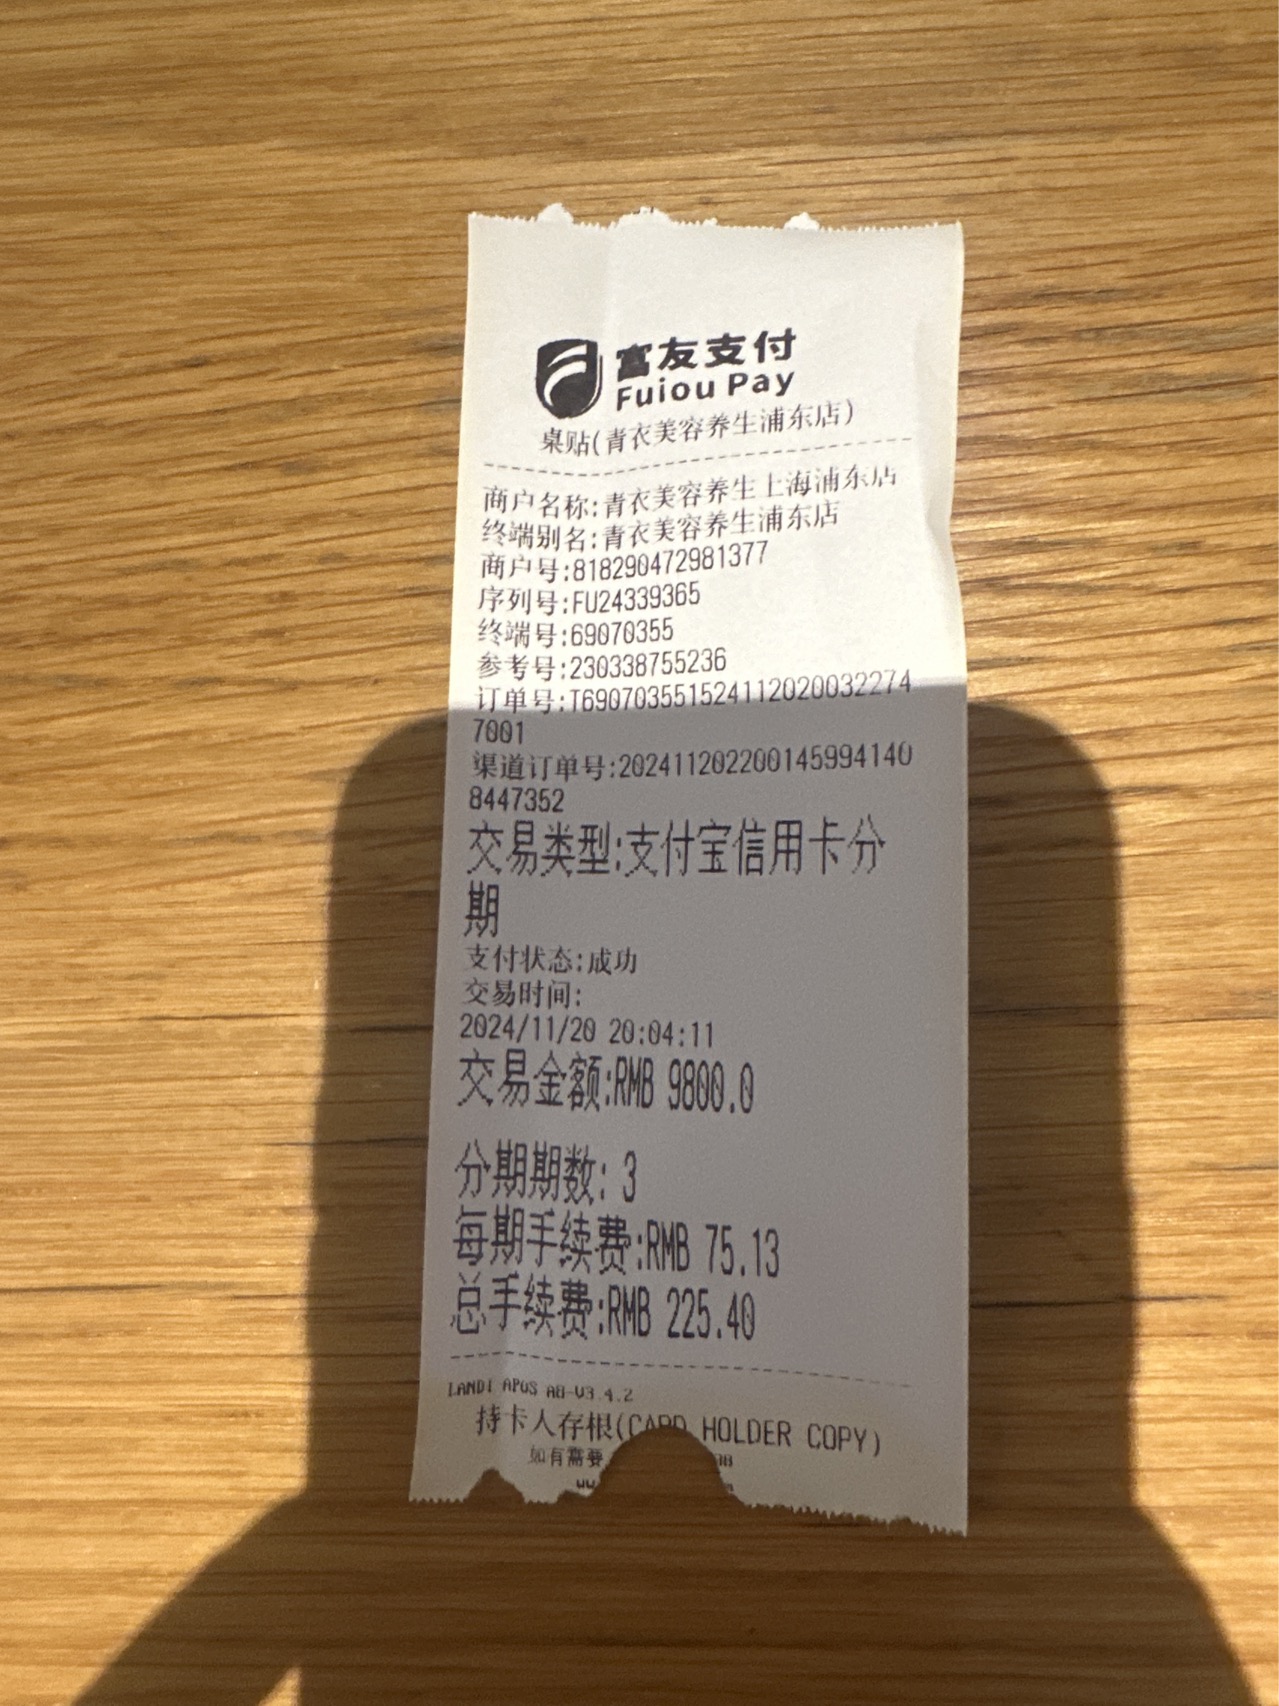 富友支付
Fuiou Pay
桌贴(青衣美容养生浦东店)
商户名称:青衣美容养生上海浦东店
终端别名:青衣美容养生浦东店
商户号:818290472981377
序列号:FU24339365
终端号:69070355
参考号:230338755236
订单号:T6907035515241120200322747001
7001
渠道订单号:2024112022001459941408447352
8447352
交易类型:支付宝信用卡分
期
支付状态:成功
交易时间:
2024/11/20 20:04:11
交易金额:RMB 9800.0
分期期数: 3
每期手续费:RMB 75.13
总手续费:RMB 225.40
LANDI APOS A8-V3.4.2
持卡人存根(CARD HOLDER COPY)
如有需要